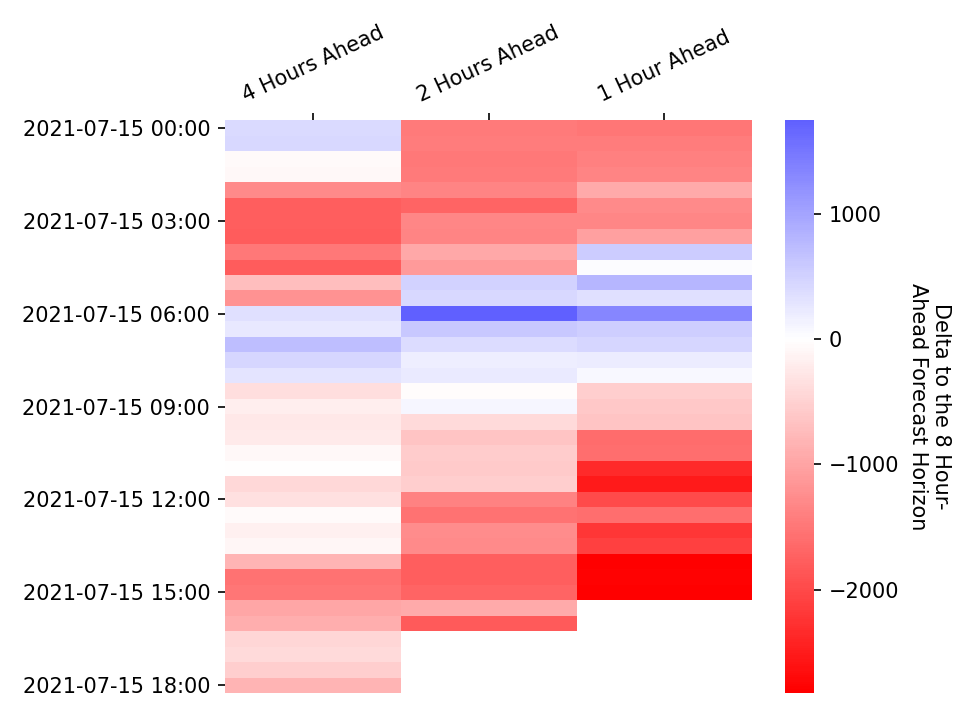 4 Hours Ahead
2 Hours Ahead
1 Hour Ahead
2021-07-15 00:00
2021-07-15 03:00
2021-07-15 06:00
2021-07-15 09:00
2021-07-15 12:00
2021-07-15 15:00
2021-07-15 18:00
1000
0
−1000
−2000
Delta to the 8 Hour-
Ahead Forecast Horizon